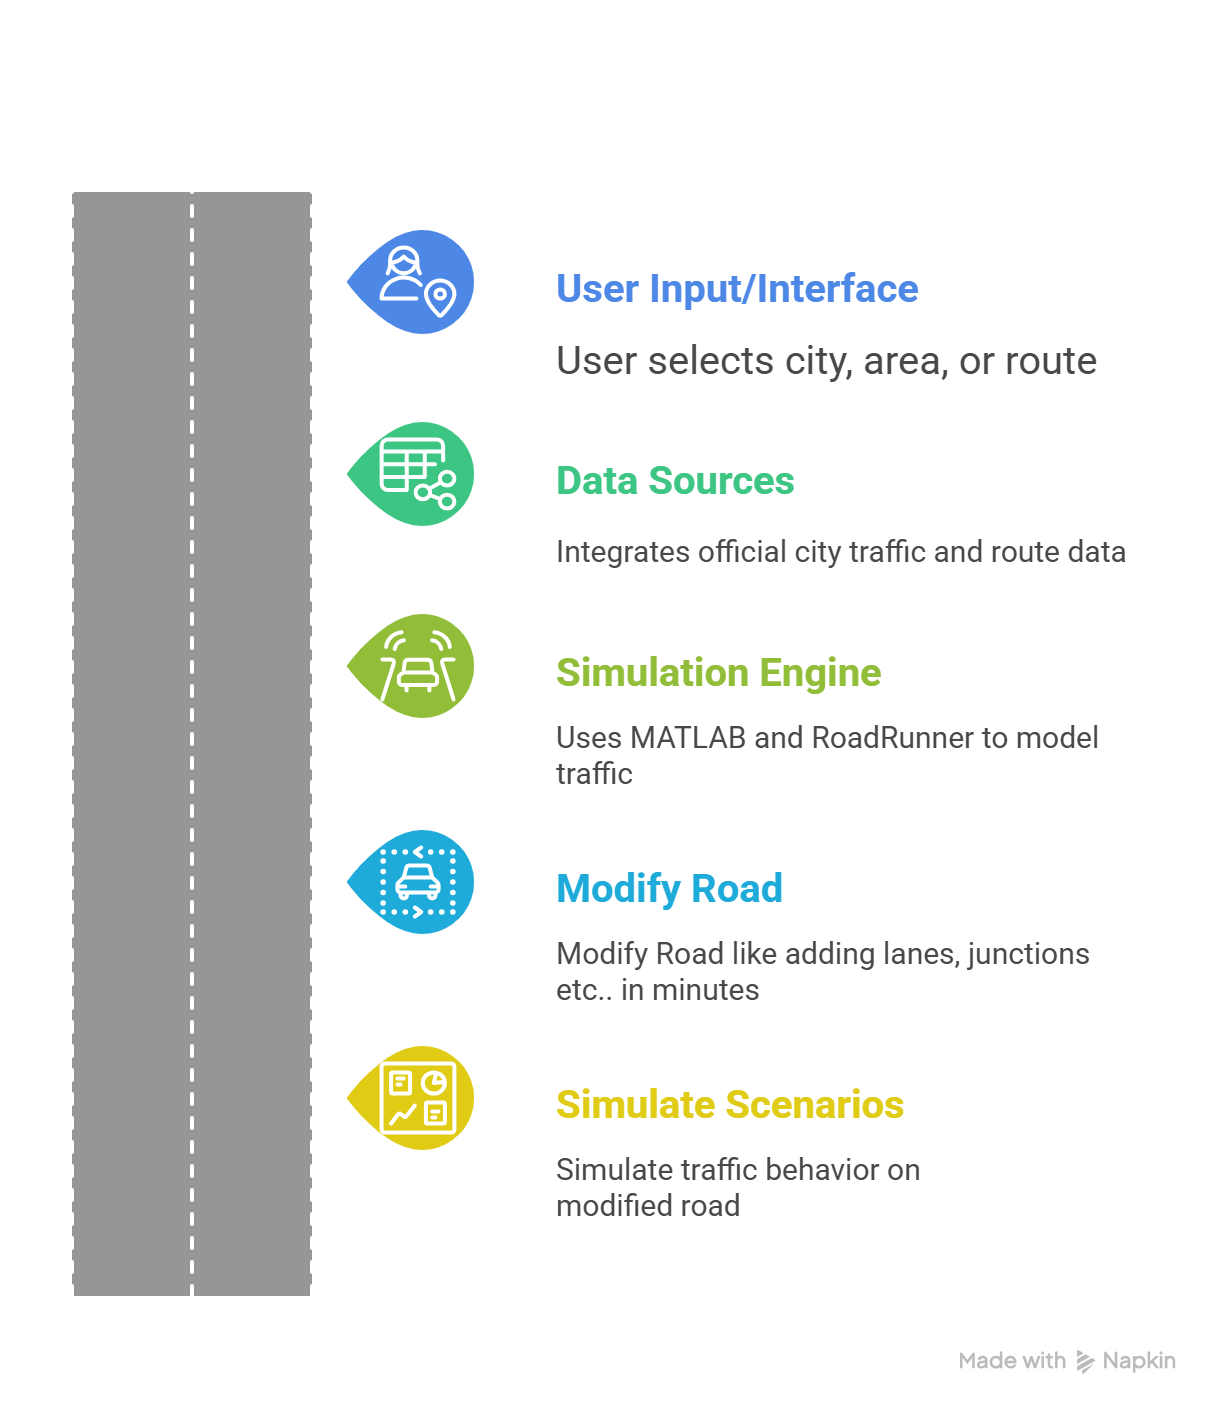 User Input/Interface
User selects city, area, or route
Data Sources
Integrates official city traffic and route data
Simulation Engine
Uses MATLAB and RoadRunner to model
traffic
Modify Road
Modify Road like adding lanes, junctions
etc.. in minutes
Simulate Scenarios
Simulate traffic behavior on
modified road
Made with Napkin